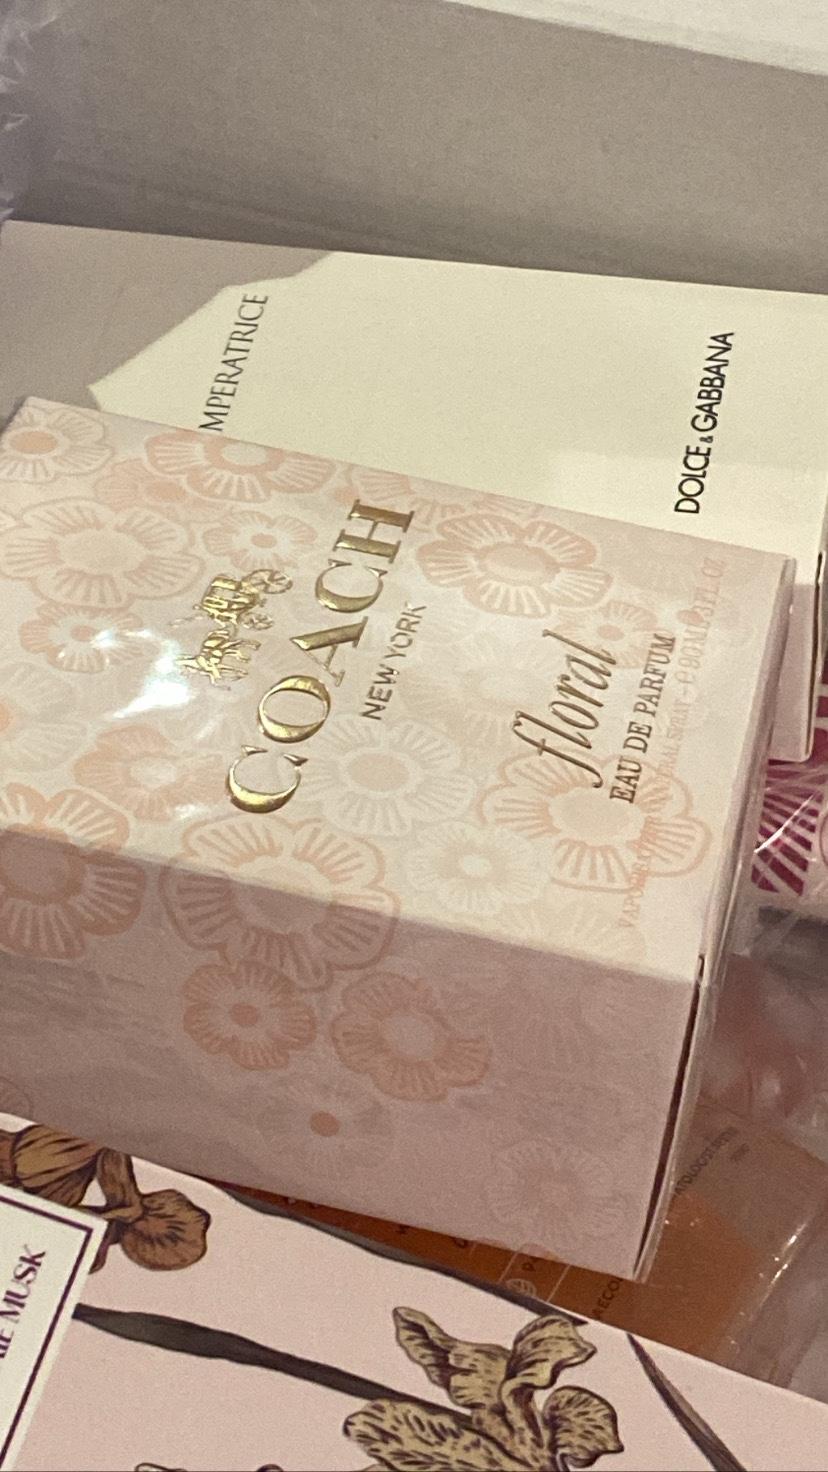 MPERATRICE
DOLCE & GABBANA
COACH
NEW YORK
floral
EAU DE PARFUM
MUSK